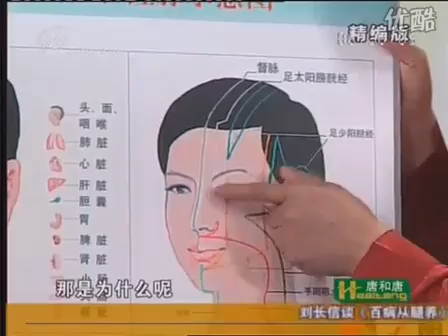 优酷
精编版
督脉
足太阳膀胱经
足少阳胆经
头、面、
咽 喉
肺 脏
心 脏
肝 脏
胆 囊
胃
脾 脏
肾 脏
小 肠
那是为什么呢
唐和唐
刘长信谈《百病从腿养